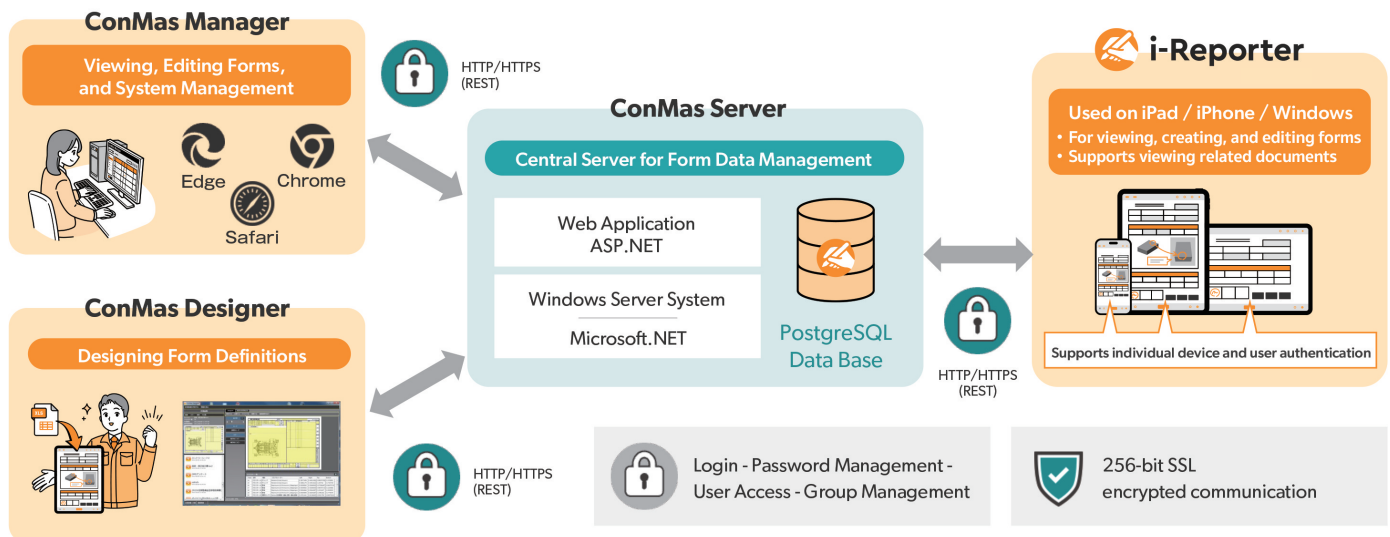 ConMas Manager
Viewing, Editing Forms,
and System Management
Edge
Chrome
Safari
HTTP/HTTPS
(REST)
ConMas Designer
Designing Form Definitions
XLS
HTTP/HTTPS
(REST)
ConMas Server
Central Server for Form Data Management
Web Application
ASP.NET
Windows Server System
Microsoft.NET
PostgreSQL
Data Base
HTTP/HTTPS
(REST)
i-Reporter
Used on iPad / iPhone / Windows
• For viewing, creating, and editing forms
• Supports viewing related documents
Supports individual device and user authentication
Login - Password Management -
User Access - Group Management
256-bit SSL
encrypted communication